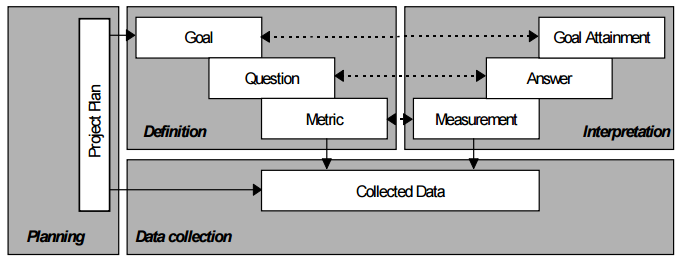 Project Plan
Planning
Goal
Question
Metric
Definition
Goal Attainment
Answer
Measurement
Interpretation
Collected Data
Data collection